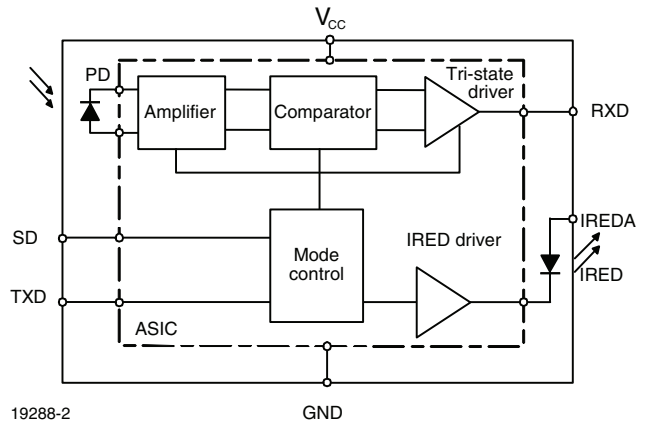 VCC
PD
Tri-state
driver
Amplifier
Comparator
RXD
SD
IRED driver
IREDA
Mode
control
IRED
TXD
ASIC
19288-2
GND